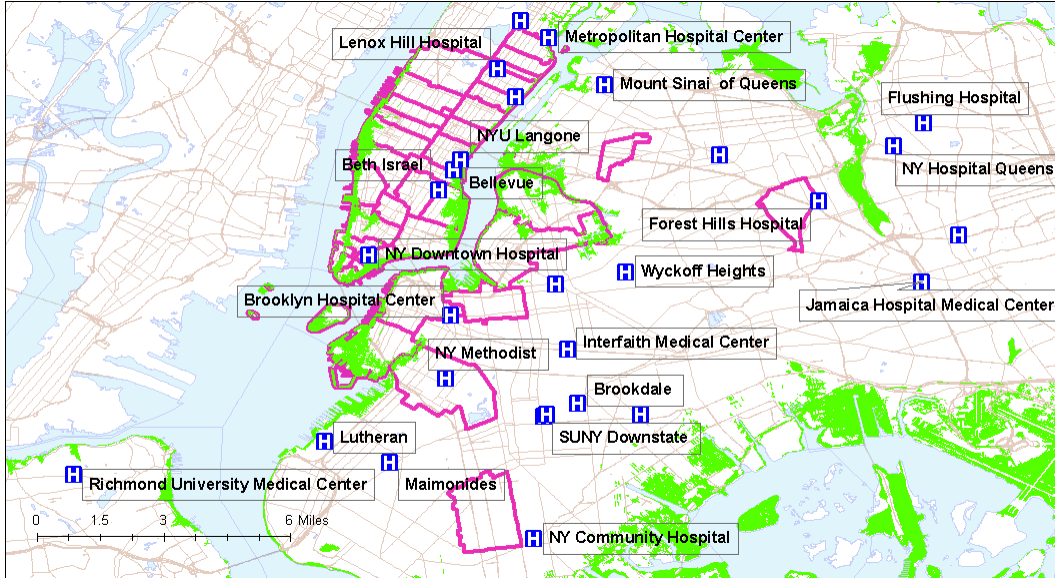 H
H
Lenox Hill Hospital
Metropolitan Hospital Center
H
H
Mount Sinai of Queens
H
Flushing Hospital
H
NYU Langone
H
H
Beth Israel
H
H
NY Hospital Queens
H
Bellevue
H
Forest Hills Hospital
H
H
NY Downtown Hospital
H
Wyckoff Heights
H
H
Brooklyn Hospital Center
Jamaica Hospital Medical Center
H
NY Methodist
H
Interfaith Medical Center
H
Brookdale
H
H
H
SUNY Downstate
H
Lutheran
H
Maimonides
H
Richmond University Medical Center
0 1.5 3 6 Miles
H
NY Community Hospital